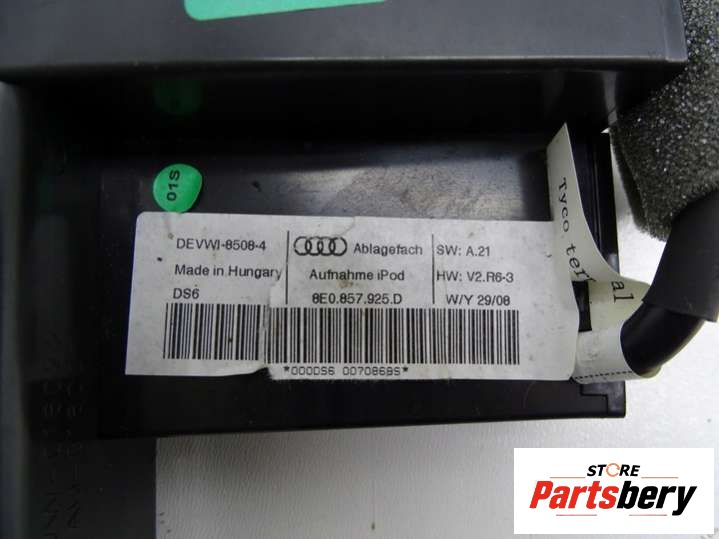 01S
DEVWI-8508-4
Made in Hungary
DS6
Ablagefach
Aufnahme iPod
8E0.857.925.D
SW: A.21
HW: V2.R6-3
W/Y 29/08
*000DS6 0070868S*
Tyco
STORE
Partsbery